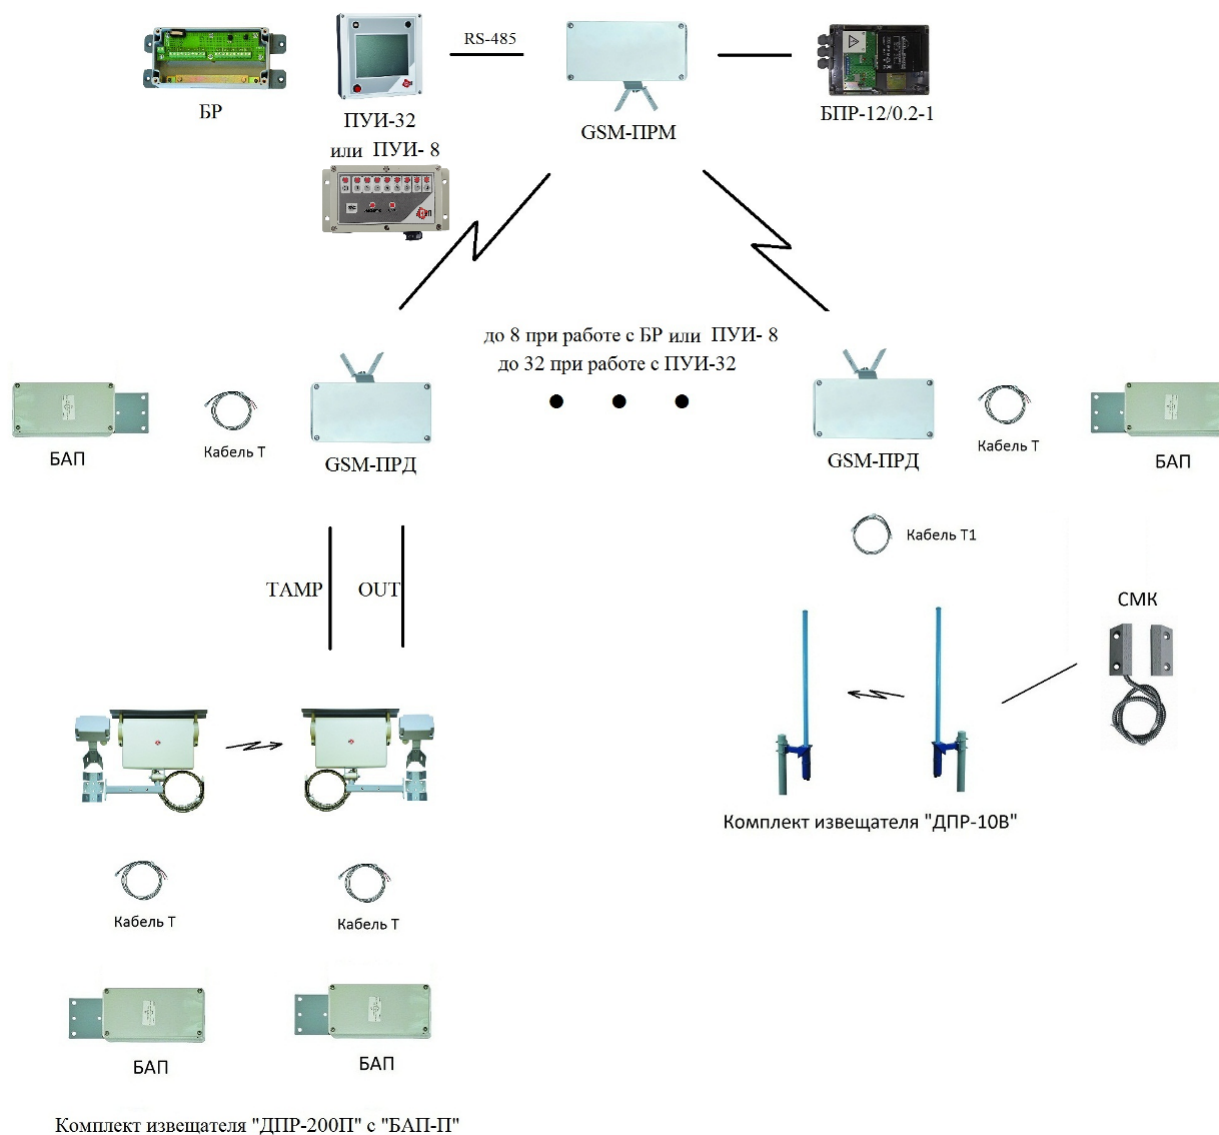 RS-485
БР
ПУИ-32
или ПУИ- 8
GSM-ПРМ
БПР-12/0.2-1
до 8 при работе с БР или ПУИ- 8
до 32 при работе с ПУИ-32
БАП
Кабель Т
GSM-ПРД
GSM-ПРД
Кабель Т
БАП
Кабель Т1
TAMP
OUT
СМК
Комплект извещателя "ДПР-10В"
Кабель Т
Кабель Т
БАП
БАП
Комплект извещателя "ДПР-200П" с "БАП-П"